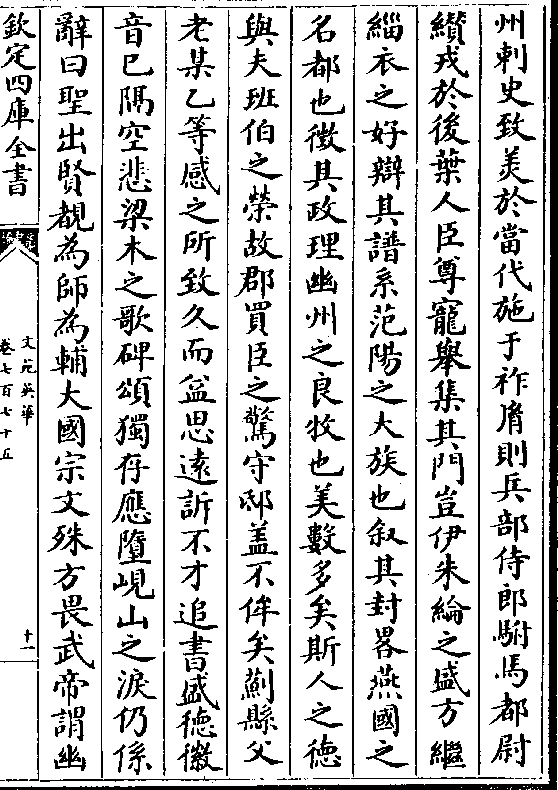 州刺史致美於當代施于祚胤則兵部侍郎駙馬都尉
纉戎於後葉人臣尊寵舉集其門豈伊朱綸之盛方繼
緇衣之好辯其譜系范陽之大族也叙其封畧燕國之
名都也徵其政理幽州之良牧也美數多矣斯人之德
與夫班伯之榮故郡買臣之驚守邸盖不侔矣薊縣父
老某乙等感之所致久而益思遠訴不才追書盛德徽
音已隔空悲梁木之歌碑頌獨存應墮峴山之淚仍係
辭曰聖出賢覩為師為輔大國宗文殊方畏武帝謂幽
欽定四庫全書
文苑英華
卷七百七十五
十一